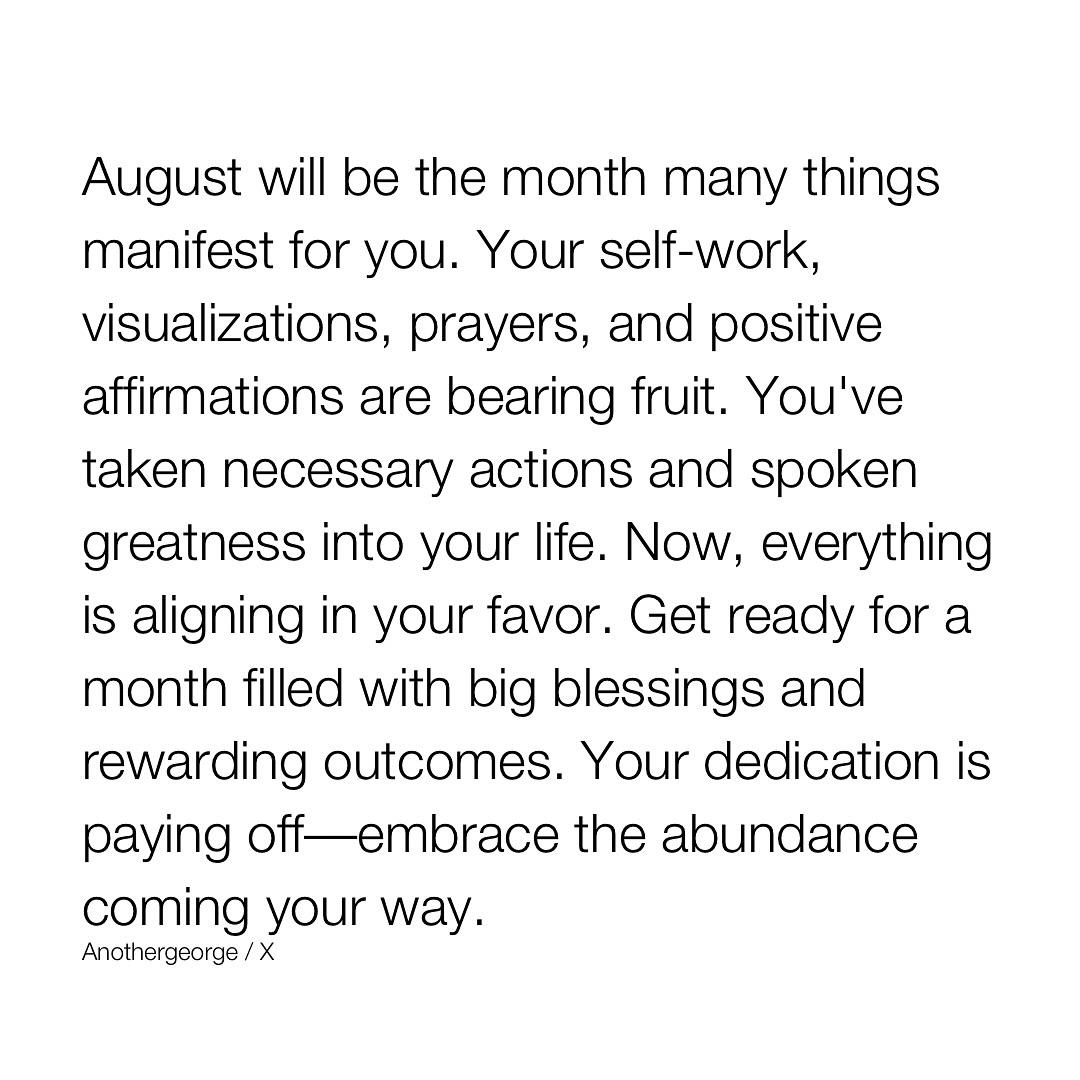 August will be the month many things
manifest for you. Your self-work,
visualizations, prayers, and positive
affirmations are bearing fruit. You've
taken necessary actions and spoken
greatness into your life. Now, everything
is aligning in your favor. Get ready for a
month filled with big blessings and
rewarding outcomes. Your dedication is
paying off—embrace the abundance
coming your way.
Anothergeorge / X